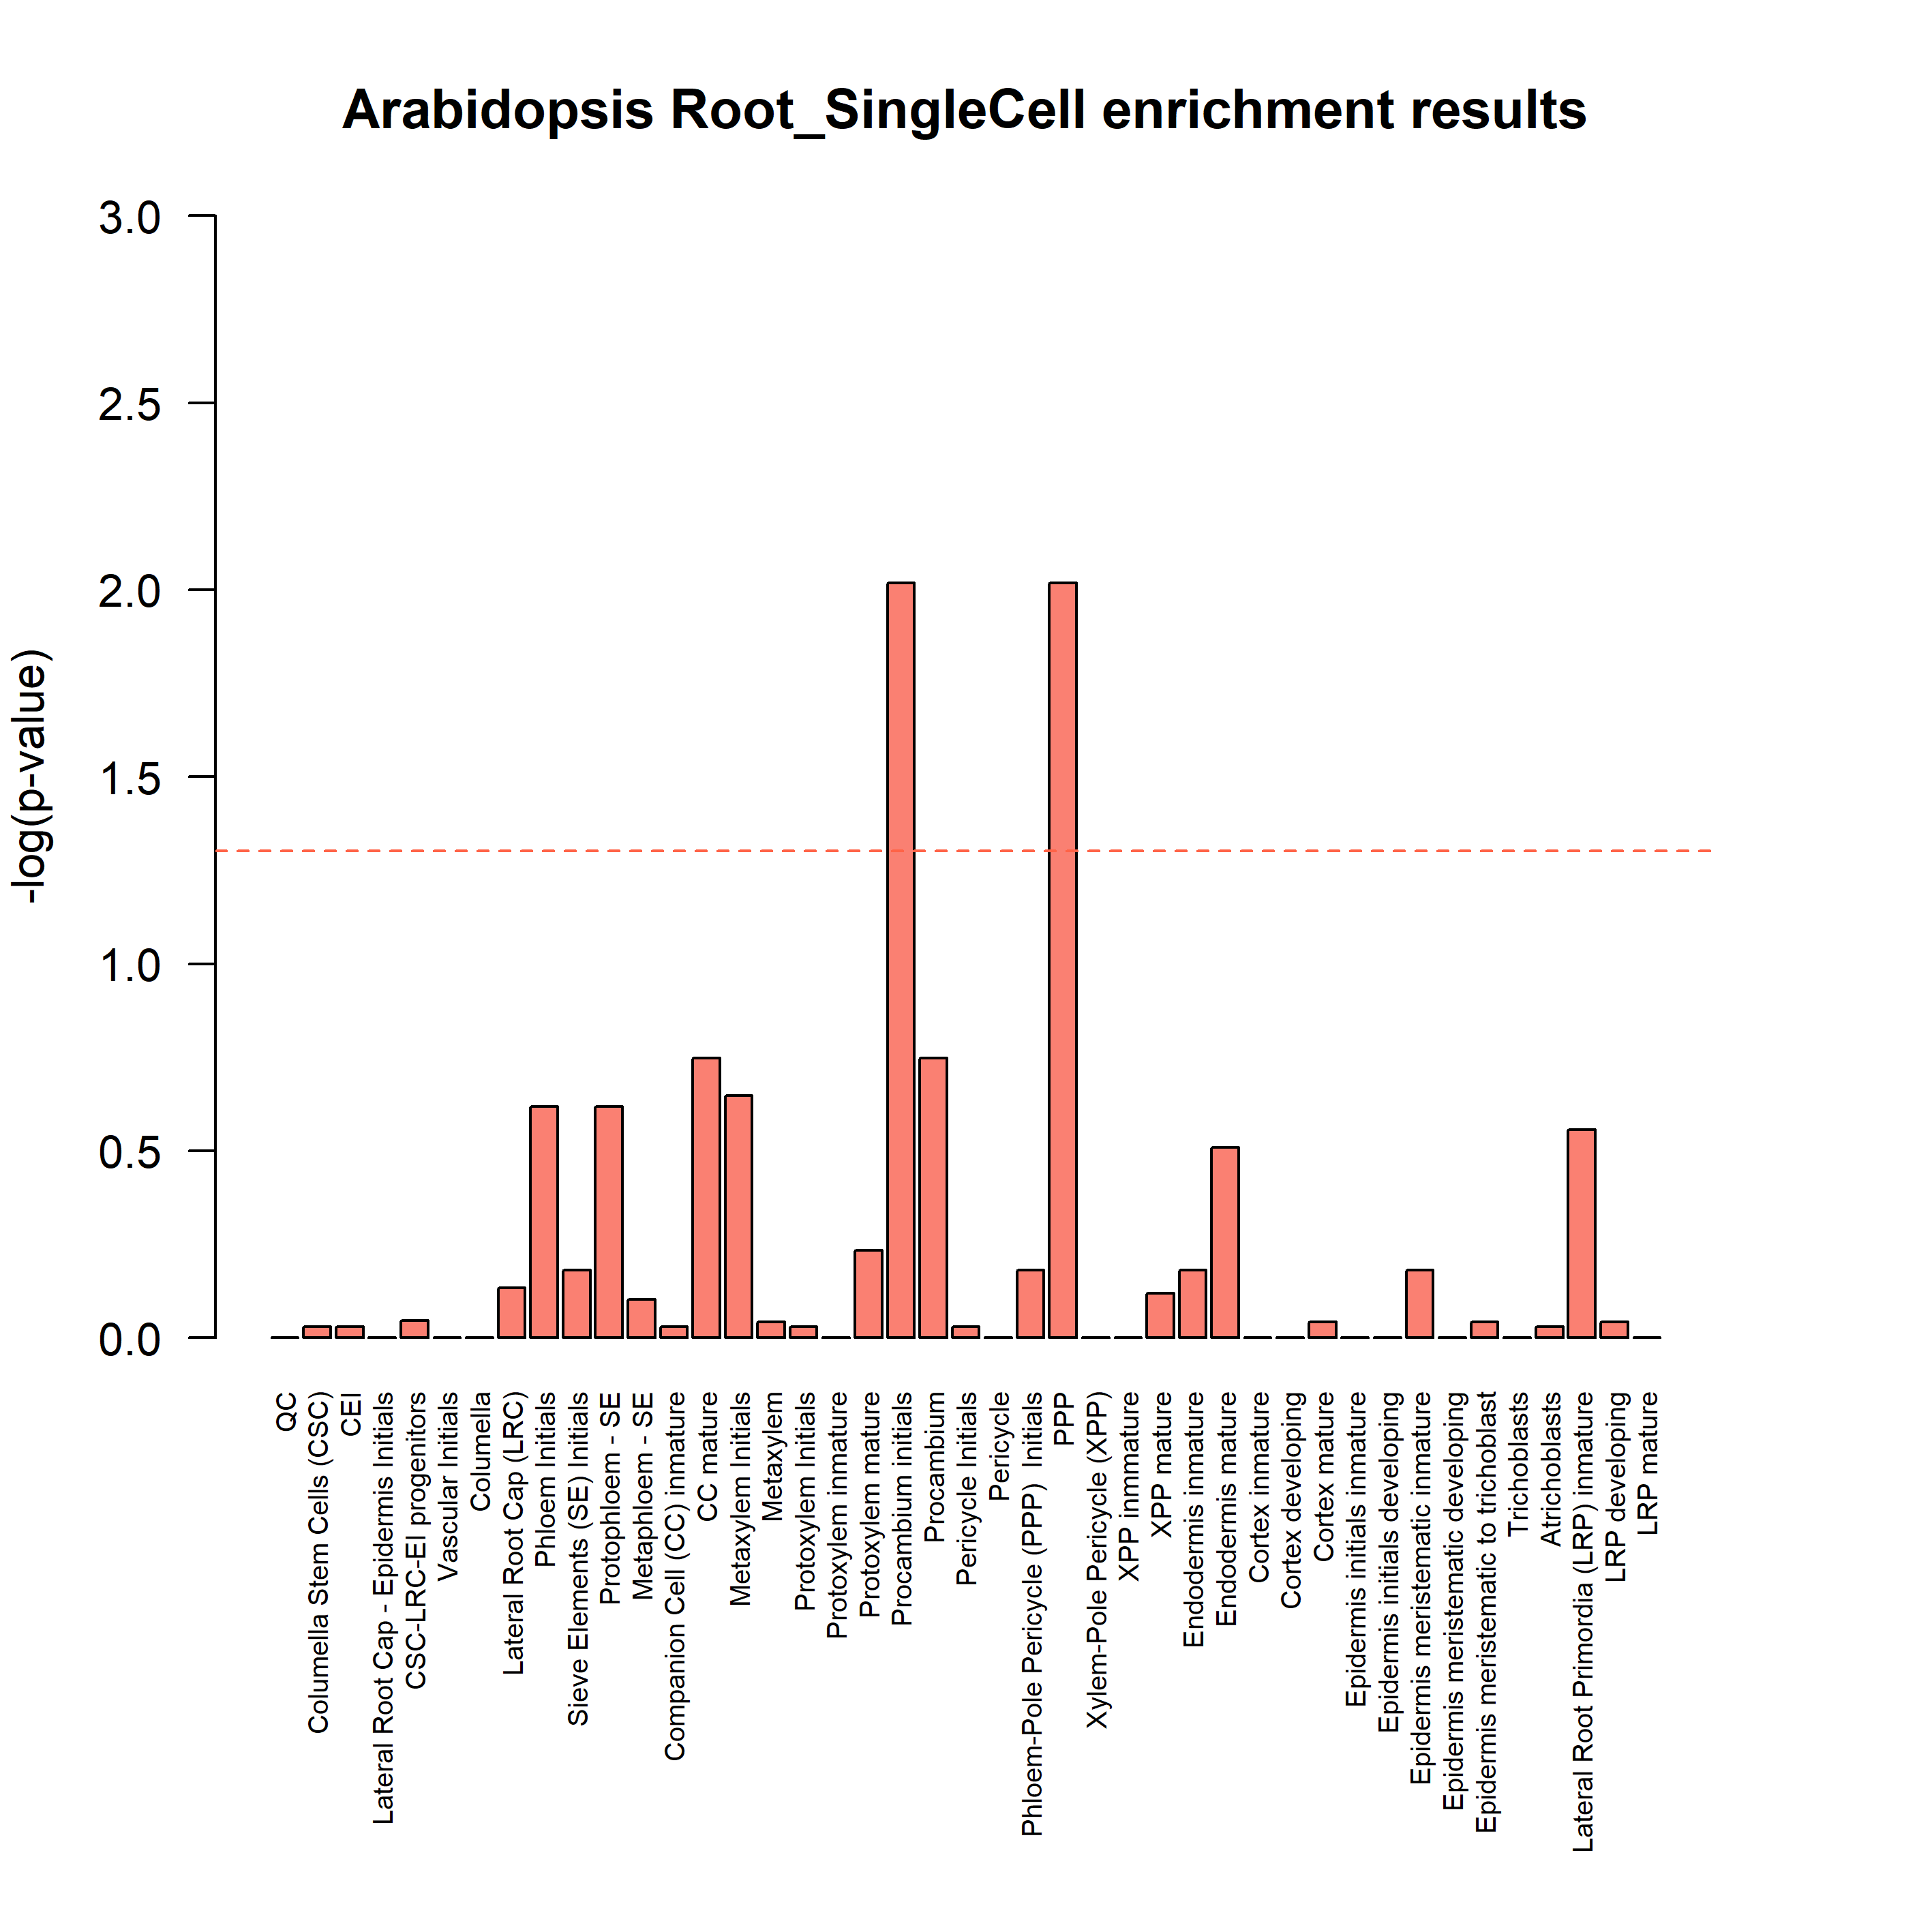 Arabidopsis Root_SingleCell enrichment results
-log(p-value)
3.0
2.5
2.0
1.5
1.0
0.5
0.0
QC
Columella Stem Cells (CSC)
CEI
Lateral Root Cap - Epidermis Initials
CSC-LRC-EI progenitors
Vascular Initials
Columella
Lateral Root Cap (LRC)
Phloem Initials
Sieve Elements (SE) Initials
Protophloem - SE
Metaphloem - SE
Companion Cell (CC) inmature
CC mature
Metaxylem Initials
Metaxylem
Protoxylem Initials
Protoxylem inmature
Protoxylem mature
Procambium initials
Procambium
Pericycle Initials
Pericycle
Phloem-Pole Pericycle (PPP)  Initials
PPP
Xylem-Pole Pericycle (XPP)
XPP inmmature
XPP mature
Endodermis inmature
Endodermis mature
Cortex inmature
Cortex developing
Cortex mature
Epidermis initials inmature
Epidermis initials developing
Epidermis meristematic inmature
Epidermis meristematic developing
Epidermis meristematic to trichoblast
Trichoblasts
Atrichoblasts
Lateral Root Primordia (LRP) inmature
LRP developing
LRP mature